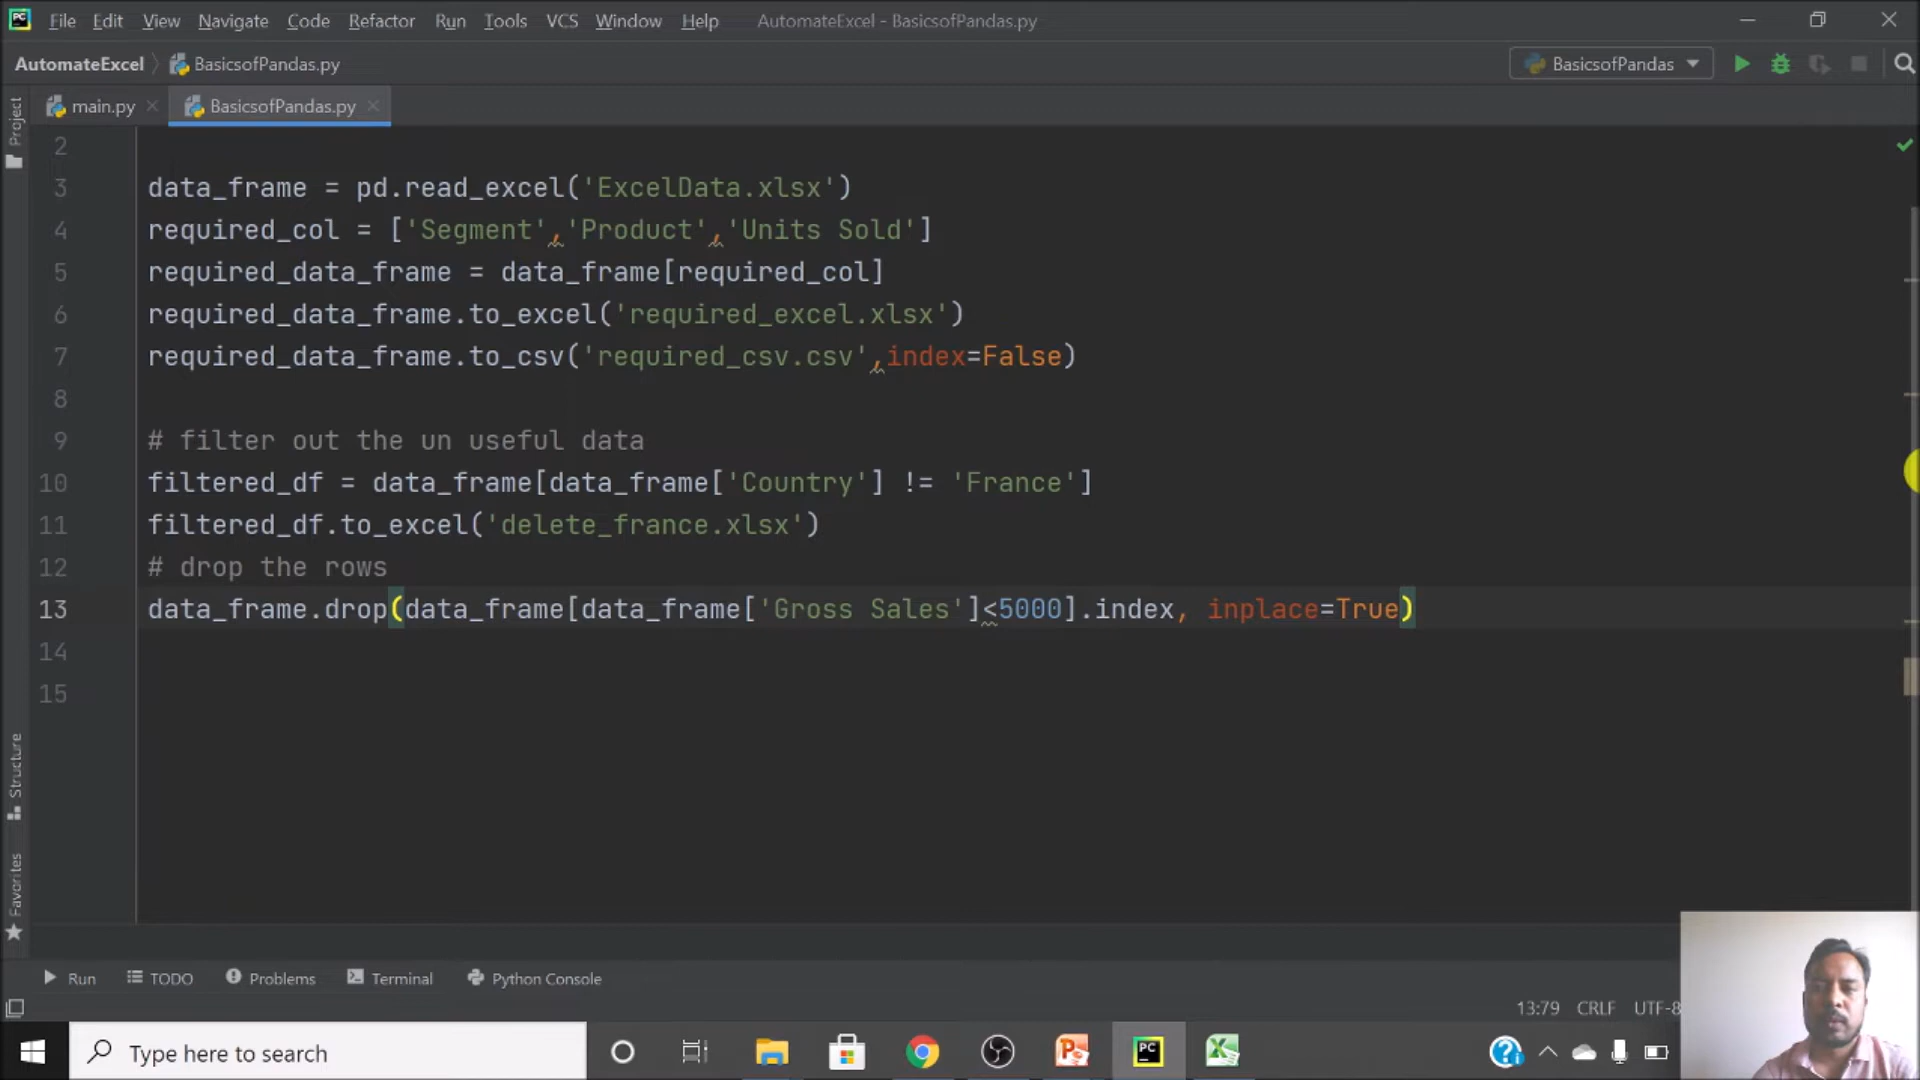 File Edit View Navigate Code Refactor Run Tools VCS Window Help AutomateExcel - BasicsofPandas.py
AutomateExcel BasicsofPandas.py BasicsofPandas
main.py BasicsofPandas.py
Project
2
3 data_frame = pd.read_excel('ExcelData.xlsx')
4 required_col = ['Segment','Product','Units Sold']
5 required_data_frame = data_frame[required_col]
6 required_data_frame.to_excel('required_excel.xlsx')
7 required_data_frame.to_csv('required_csv.csv',index=False)
8
9 # filter out the un useful data
10 filtered_df = data_frame[data_frame['Country'] != 'France']
11 filtered_df.to_excel('delete_france.xlsx')
12 # drop the rows
13 data_frame.drop(data_frame[data_frame['Gross Sales']<5000].index, inplace=True)
14
15
Structure
Favorites
Run TODO Problems Terminal Python Console
13:79 CRLF UTF-8
Type here to search